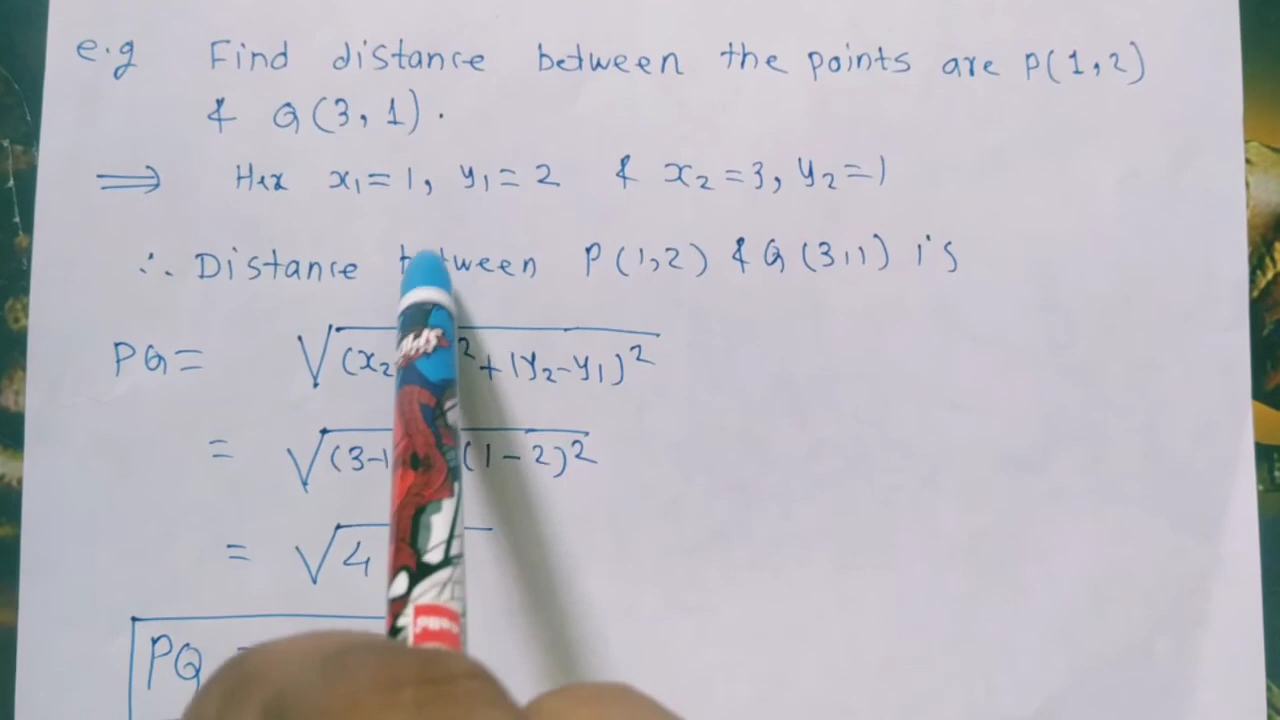 e.g Find distance between the points are P(1,2)
& Q(3,1).
⟹ Her x₁=1, y₁=2 & x₂=3, y₂=1
∴ Distance between P(1,2) & Q(3,1) is
PQ= √(x₂ ² + (y₂-y₁)²
= √(3-1 (1-2)²
= √4
PQ